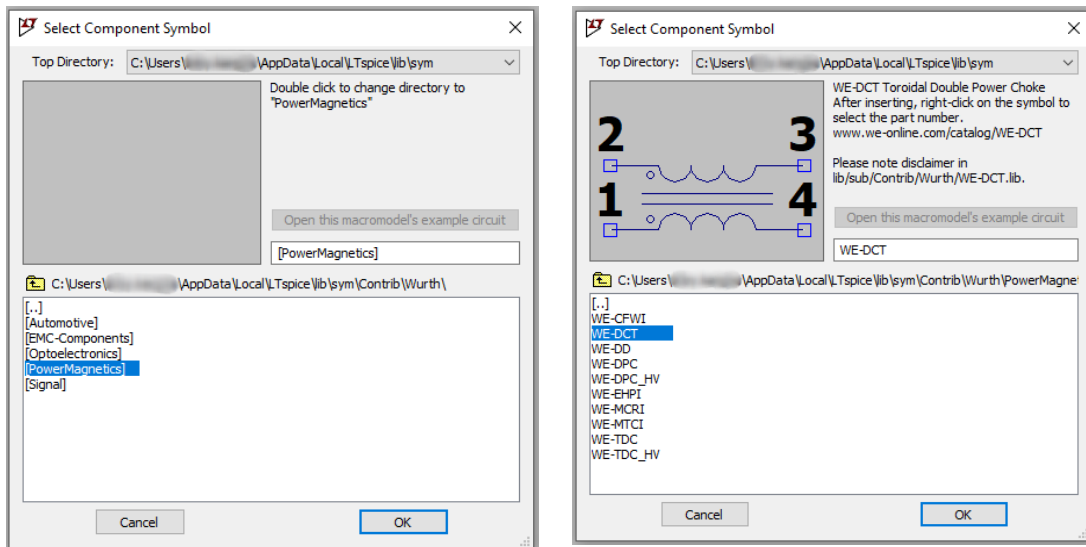 Select Component Symbol
Top Directory:
C:\Users\ \AppData\Local\LTspice\lib\sym
Double click to change directory to
"PowerMagnetics"
Open this macromodel's example circuit
[PowerMagnetics]
C:\Users\ \AppData\Local\LTspice\lib\sym\Contrib\Wurth\
[..]
[Automotive]
[EMC-Components]
[Optoelectronics]
[PowerMagnetics]
[Signal]
Cancel
OK
Select Component Symbol
Top Directory:
C:\Users\ \AppData\Local\LTspice\lib\sym
2 3
1 4
WE-DCT Toroidal Double Power Choke
After inserting, right-click on the symbol to
select the part number.
www.we-online.com/catalog/WE-DCT
Please note disclaimer in
lib/sub/Contrib/Wurth/WE-DCT.lib.
Open this macromodel's example circuit
WE-DCT
C:\Users\ \AppData\Local\LTspice\lib\sym\Contrib\Wurth\PowerMagne
[..]
WE-CFWI
WE-DCT
WE-DD
WE-DPC
WE-DPC_HV
WE-EHPI
WE-MCRI
WE-MTCI
WE-TDC
WE-TDC_HV
Cancel
OK